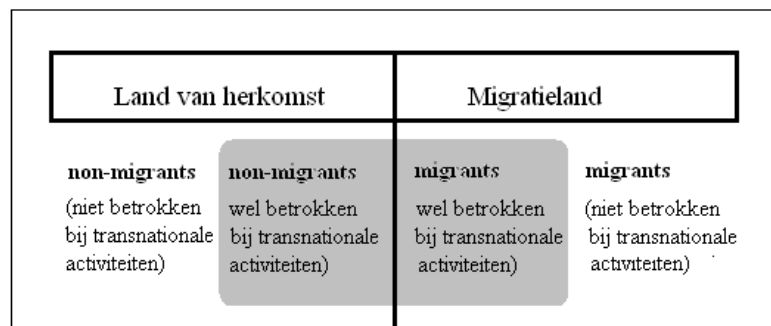 Land van herkomst
Migratieland
non-migrants
(niet betrokken
bij transnationale
activiteiten)
non-migrants
wel betrokken
bij transnationale
activiteiten)
migrants
wel betrokken
bij transnationale
activiteiten)
migrants
(niet betrokken
bij transnationale
activiteiten)